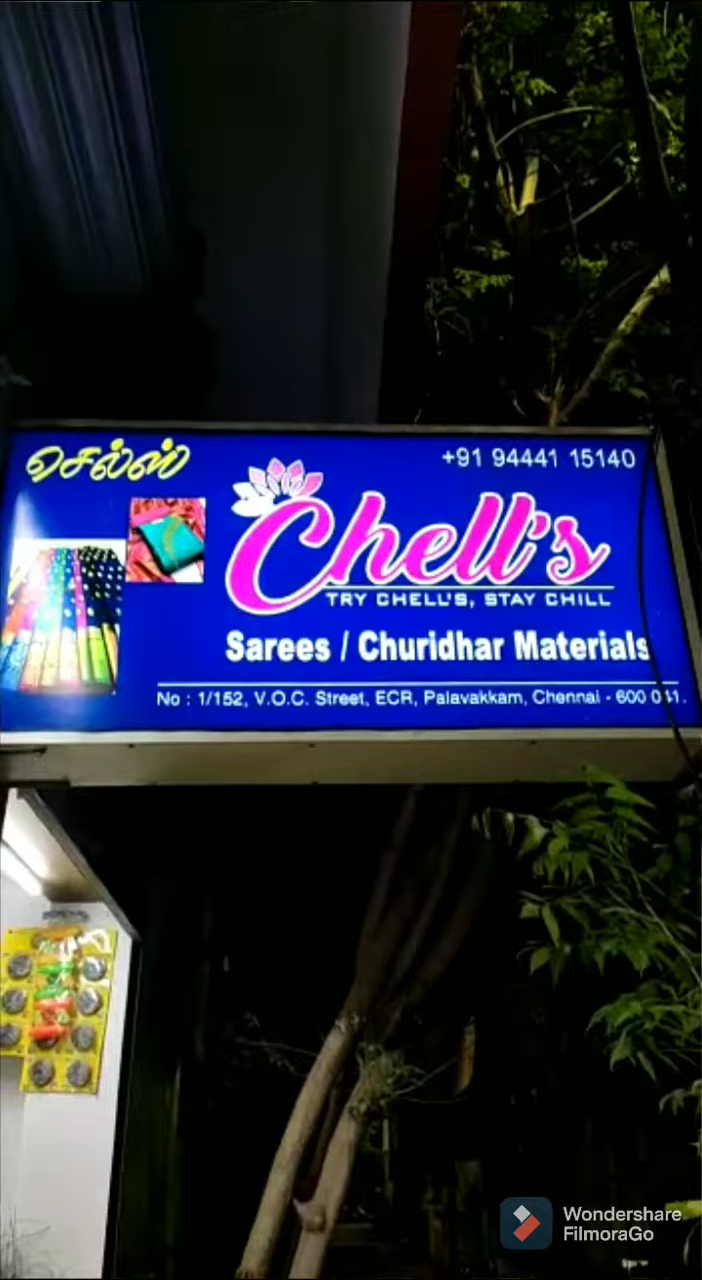 செல்ஸ்
+91 94441 15140
Chell's
TRY CHELL'S, STAY CHILL
Sarees / Churidhar Materials
No : 1/152, V.O.C. Street, ECR, Palavakkam, Chennai - 600 041.
Wondershare
FilmoraGo